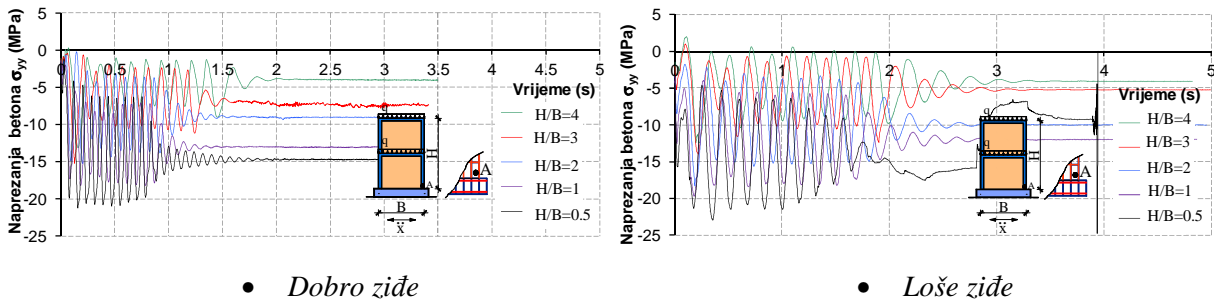 Naprezanja betona σyy (MPa)
5
0
-5
-10
-15
-20
-25
0 0.5 1 1.5 2 2.5 3 3.5 4 4.5 5
Vrijeme (s)
H/B=4
H/B=3
H/B=2
H/B=1
H/B=0.5
q
q
H
A
B
ẍ
A
• Dobro ziđe
Naprezanja betona σyy (MPa)
5
0
-5
-10
-15
-20
-25
0 1 2 3 4 5
Vrijeme (s)
H/B=4
H/B=3
H/B=2
H/B=1
H/B=0.5
q
q
H
A
B
ẍ
A
• Loše ziđe